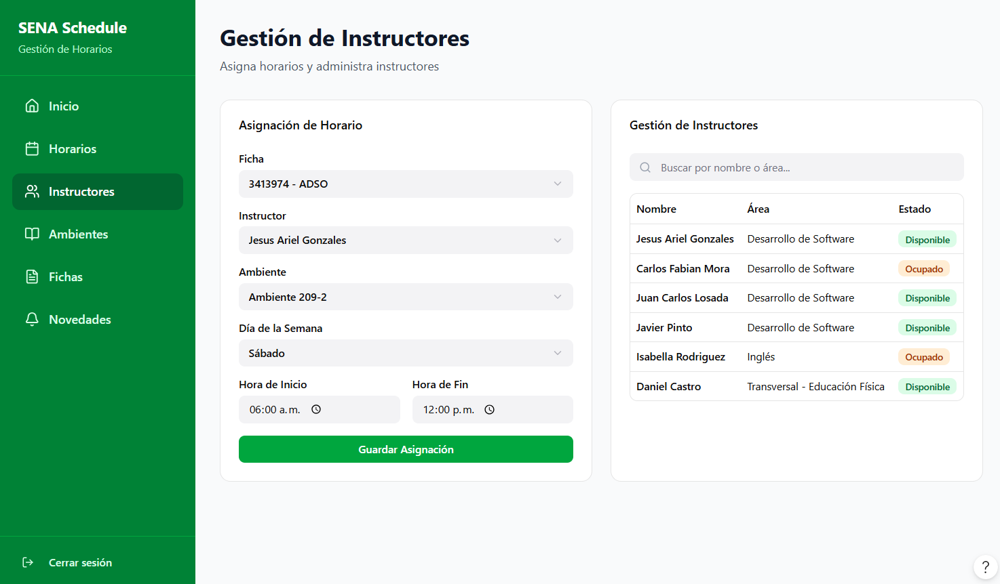 SENA Schedule
Gestión de Horarios
Inicio
Horarios
Instructores
Ambientes
Fichas
Novedades
Cerrar sesión
Gestión de Instructores
Asigna horarios y administra instructores
Asignación de Horario
Ficha
3413974 - ADSO
Instructor
Jesus Ariel Gonzales
Ambiente
Ambiente 209-2
Día de la Semana
Sábado
Hora de Inicio Hora de Fin
06:00 a. m. 12:00 p. m.
Guardar Asignación
Gestión de Instructores
Buscar por nombre o área...
Nombre Área Estado
Jesus Ariel Gonzales Desarrollo de Software Disponible
Carlos Fabian Mora Desarrollo de Software Ocupado
Juan Carlos Losada Desarrollo de Software Disponible
Javier Pinto Desarrollo de Software Disponible
Isabella Rodriguez Inglés Ocupado
Daniel Castro Transversal - Educación Física Disponible
?